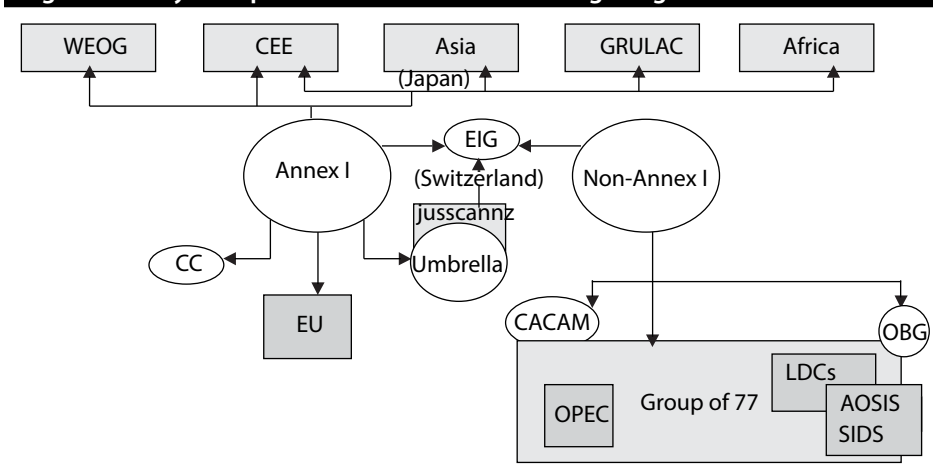 WEOG
CEE
Asia
GRULAC
Africa
(Japan)
Annex I
EIG
Non-Annex I
(Switzerland)
jusscannz
Umbrella
CC
EU
CACAM
OBG
LDCs
OPEC
Group of 77
AOSIS
SIDS